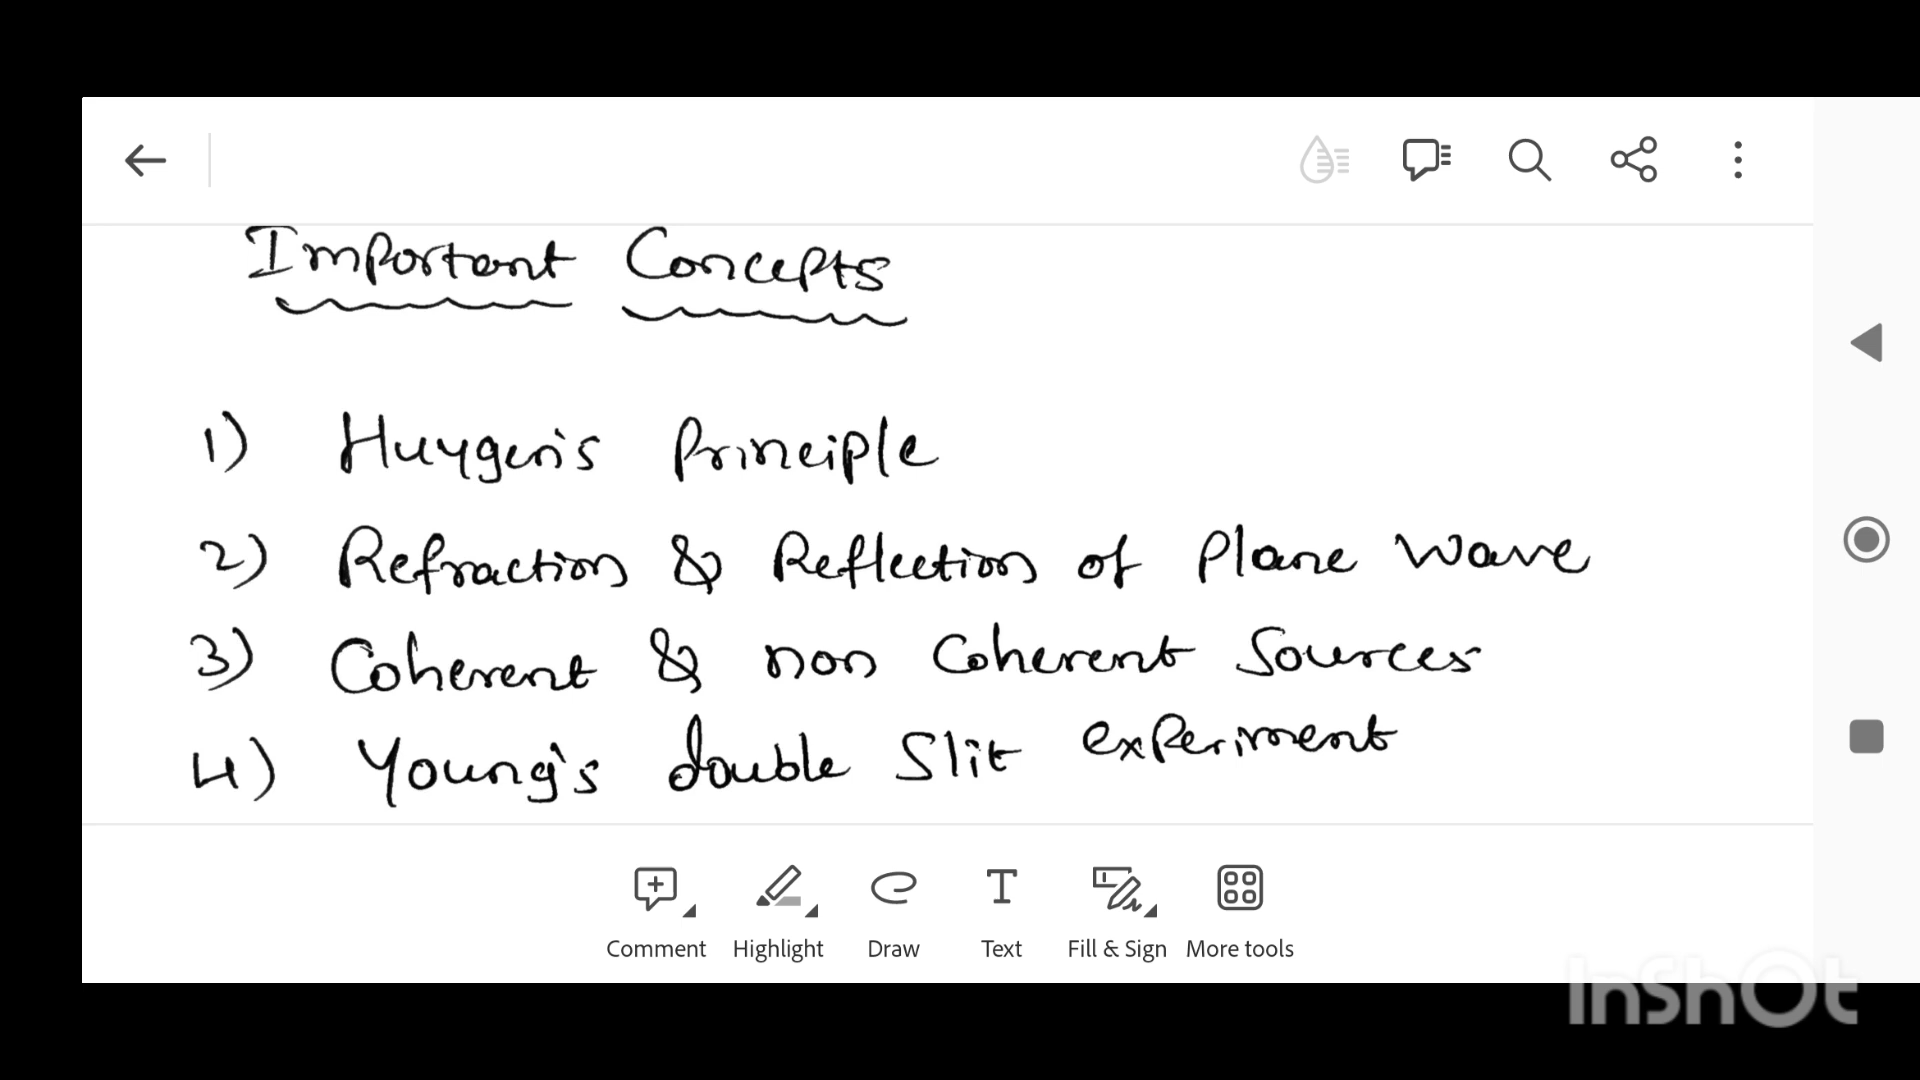 Important Concepts
1) Huygen's Principle
2) Refraction & Reflection of Plane Wave
3) Coherent & non Coherent Sources
4) Young's double Slit experiment
Comment Highlight Draw Text Fill & Sign More tools
InShOt